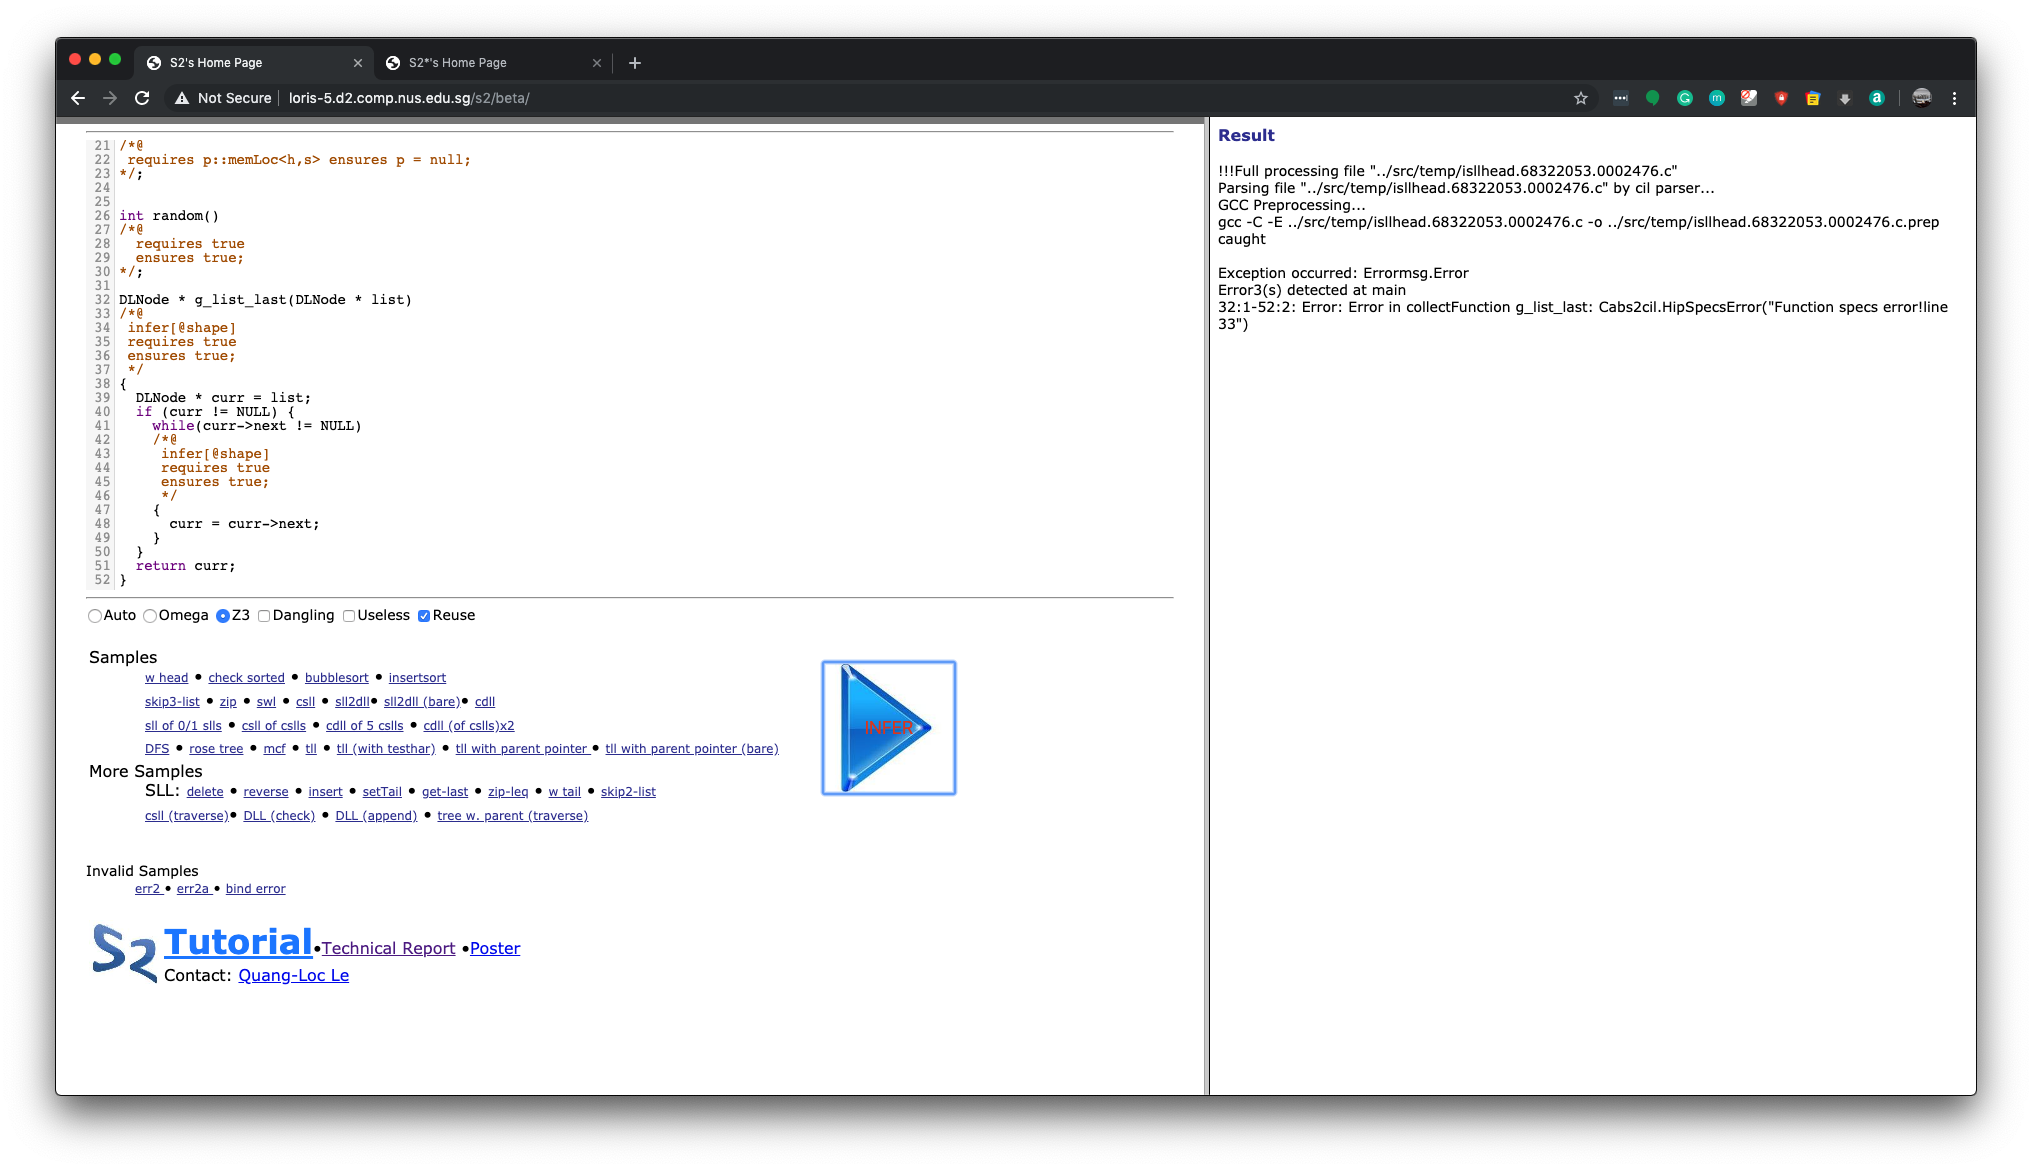 S2's Home Page
S2*'s Home Page
Not Secure | loris-5.d2.comp.nus.edu.sg/s2/beta/
21 /*@
22  requires p::memLoc<h,s> ensures p = null;
23 */;
24
25
26 int random()
27 /*@
28   requires true
29   ensures true;
30 */;
31
32 DLNode * g_list_last(DLNode * list)
33 /*@
34  infer[@shape]
35  requires true
36  ensures true;
37  */
38 {
39   DLNode * curr = list;
40   if (curr != NULL) {
41     while(curr->next != NULL)
42     /*@
43      infer[@shape]
44      requires true
45      ensures true;
46      */
47     {
48       curr = curr->next;
49     }
50   }
51   return curr;
52 }
Auto Omega Z3 Dangling Useless Reuse
Samples
w head • check sorted • bubblesort • insertsort
skip3-list • zip • swl • csll • sll2dll• sll2dll (bare)• cdll
sll of 0/1 slls • csll of cslls • cdll of 5 cslls • cdll (of cslls)x2
DFS • rose tree • mcf • tll • tll (with testhar) • tll with parent pointer • tll with parent pointer (bare)
INFER
More Samples
SLL: delete • reverse • insert • setTail • get-last • zip-leq • w tail • skip2-list
csll (traverse)• DLL (check) • DLL (append) • tree w. parent (traverse)
Invalid Samples
err2 • err2a • bind error
S2 Tutorial•Technical Report •Poster
Contact: Quang-Loc Le
Result
!!!Full processing file "../src/temp/isllhead.68322053.0002476.c"
Parsing file "../src/temp/isllhead.68322053.0002476.c" by cil parser...
GCC Preprocessing...
gcc -C -E ../src/temp/isllhead.68322053.0002476.c -o ../src/temp/isllhead.68322053.0002476.c.prep
caught
Exception occurred: Errormsg.Error
Error3(s) detected at main
32:1-52:2: Error: Error in collectFunction g_list_last: Cabs2cil.HipSpecsError("Function specs error!line
33")